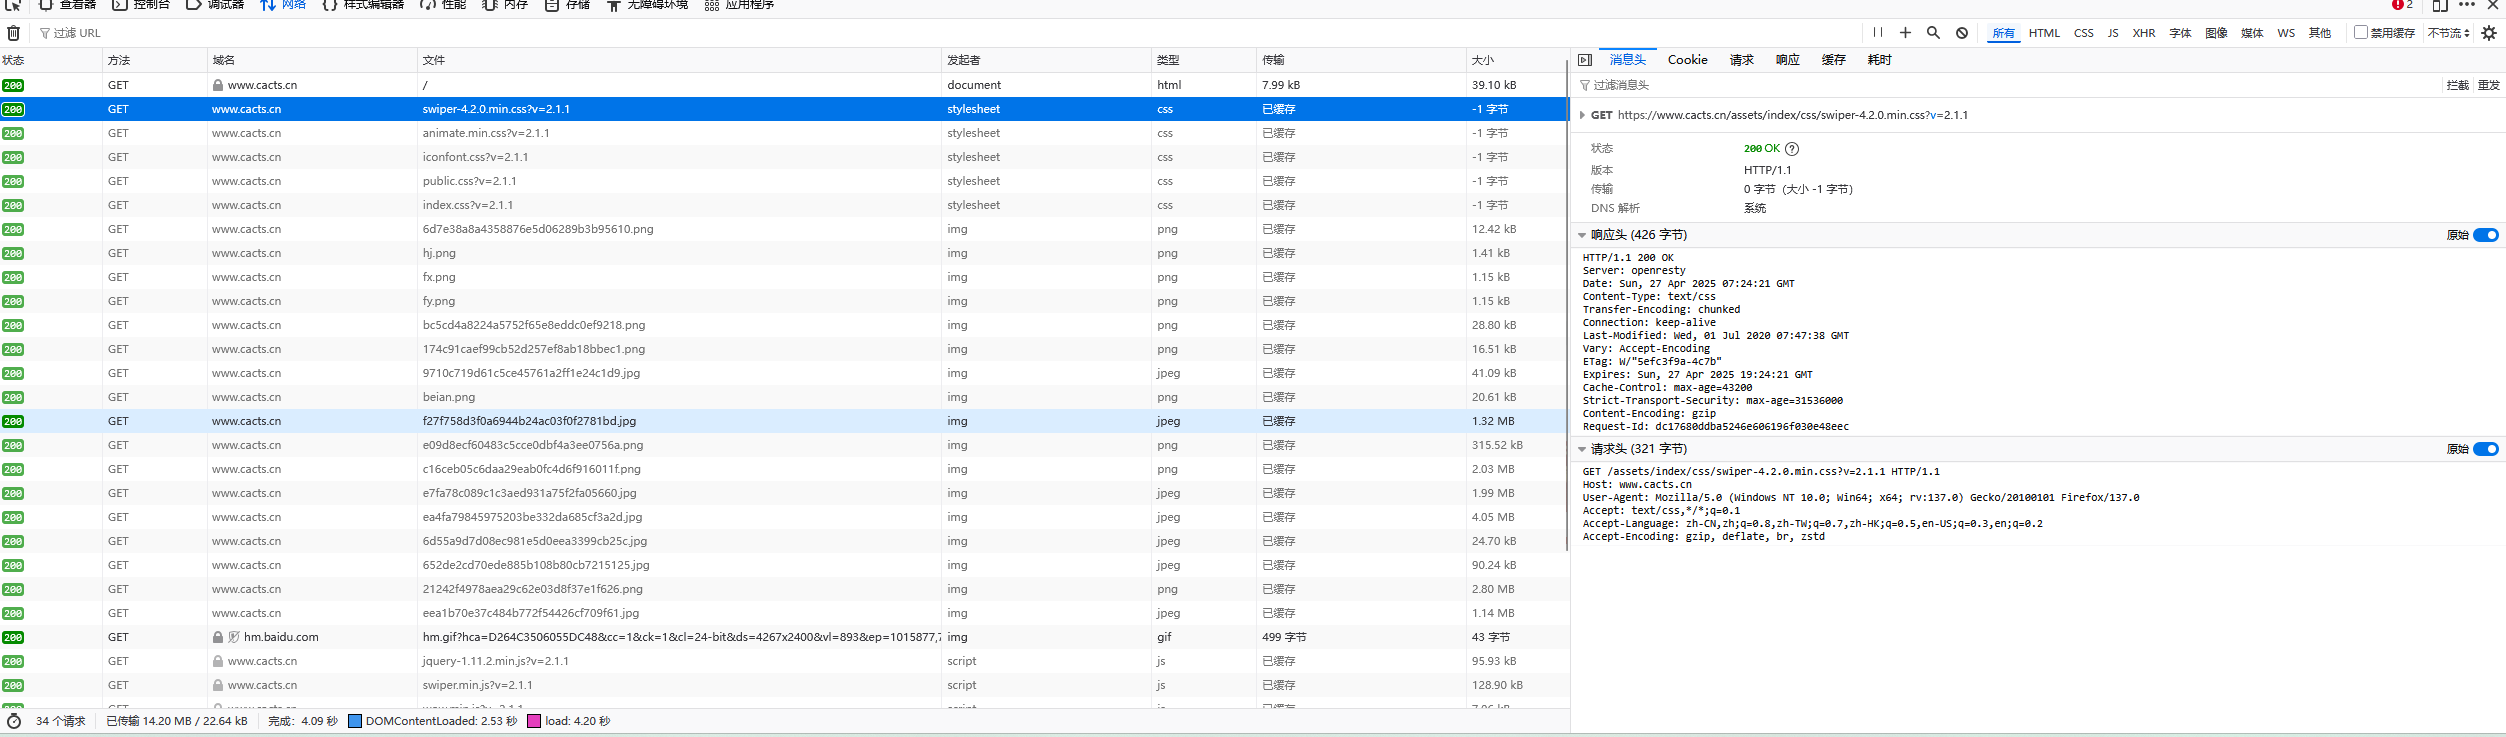 查看器 控制台 调试器 网络 样式编辑器 性能 内存 存储 无障碍环境 应用程序 2
过滤 URL 所有 HTML CSS JS XHR 字体 图像 媒体 WS 其他 禁用缓存 不节流
状态 方法 域名 文件 发起者 类型 传输 大小
200 GET www.cacts.cn / document html 7.99 kB 39.10 kB
200 GET www.cacts.cn swiper-4.2.0.min.css?v=2.1.1 stylesheet css 已缓存 -1 字节
200 GET www.cacts.cn animate.min.css?v=2.1.1 stylesheet css 已缓存 -1 字节
200 GET www.cacts.cn iconfont.css?v=2.1.1 stylesheet css 已缓存 -1 字节
200 GET www.cacts.cn public.css?v=2.1.1 stylesheet css 已缓存 -1 字节
200 GET www.cacts.cn index.css?v=2.1.1 stylesheet css 已缓存 -1 字节
200 GET www.cacts.cn 6d7e38a8a4358876e5d06289b3b95610.png img png 已缓存 12.42 kB
200 GET www.cacts.cn hj.png img png 已缓存 1.41 kB
200 GET www.cacts.cn fx.png img png 已缓存 1.15 kB
200 GET www.cacts.cn fy.png img png 已缓存 1.15 kB
200 GET www.cacts.cn bc5cd4a8224a5752f65e8eddc0ef9218.png img png 已缓存 28.80 kB
200 GET www.cacts.cn 174c91caef99cb52d257ef8ab18bbec1.png img png 已缓存 16.51 kB
200 GET www.cacts.cn 9710c719d61c5ce45761a2ff1e24c1d9.jpg img jpeg 已缓存 41.09 kB
200 GET www.cacts.cn beian.png img png 已缓存 20.61 kB
200 GET www.cacts.cn f27f758d3f0a6944b24ac03f0f2781bd.jpg img jpeg 已缓存 1.32 MB
200 GET www.cacts.cn e09d8ecf60483c5cce0dbf4a3ee0756a.png img png 已缓存 315.52 kB
200 GET www.cacts.cn c16ceb05c6daa29eab0fc4d6f916011f.png img png 已缓存 2.03 MB
200 GET www.cacts.cn e7fa78c089c1c3aed931a75f2fa05660.jpg img jpeg 已缓存 1.99 MB
200 GET www.cacts.cn ea4fa79845975203be332da685cf3a2d.jpg img jpeg 已缓存 4.05 MB
200 GET www.cacts.cn 6d55a9d7d08ec981e5d0eea3399cb25c.jpg img jpeg 已缓存 24.70 kB
200 GET www.cacts.cn 652de2cd70ede885b108b80cb7215125.jpg img jpeg 已缓存 90.24 kB
200 GET www.cacts.cn 21242f4978aea29c62e03d8f37e1f626.png img png 已缓存 2.80 MB
200 GET www.cacts.cn eea1b70e37c484b772f54426cf709f61.jpg img jpeg 已缓存 1.14 MB
200 GET hm.baidu.com hm.gif?hca=D264C3506055DC48&cc=1&ck=1&cl=24-bit&ds=4267x2400&vl=893&ep=1015877,7 img gif 499 字节 43 字节
200 GET www.cacts.cn jquery-1.11.2.min.js?v=2.1.1 script js 已缓存 95.93 kB
200 GET www.cacts.cn swiper.min.js?v=2.1.1 script js 已缓存 128.90 kB
34 个请求 已传输 14.20 MB / 22.64 kB 完成: 4.09 秒 DOMContentLoaded: 2.53 秒 load: 4.20 秒
消息头 Cookie 请求 响应 缓存 耗时
过滤消息头 拦截 重发
GET https://www.cacts.cn/assets/index/css/swiper-4.2.0.min.css?v=2.1.1
状态 200 OK ?
版本 HTTP/1.1
传输 0 字节 (大小 -1 字节)
DNS 解析 系统
响应头 (426 字节) 原始
HTTP/1.1 200 OK
Server: openresty
Date: Sun, 27 Apr 2025 07:24:21 GMT
Content-Type: text/css
Transfer-Encoding: chunked
Connection: keep-alive
Last-Modified: Wed, 01 Jul 2020 07:47:38 GMT
Vary: Accept-Encoding
ETag: W/"5efc3f9a-4c7b"
Expires: Sun, 27 Apr 2025 19:24:21 GMT
Cache-Control: max-age=43200
Strict-Transport-Security: max-age=31536000
Content-Encoding: gzip
Request-Id: dc17680ddba5246e606196f030e48eec
请求头 (321 字节) 原始
GET /assets/index/css/swiper-4.2.0.min.css?v=2.1.1 HTTP/1.1
Host: www.cacts.cn
User-Agent: Mozilla/5.0 (Windows NT 10.0; Win64; x64; rv:137.0) Gecko/20100101 Firefox/137.0
Accept: text/css,*/*;q=0.1
Accept-Language: zh-CN,zh;q=0.8,zh-TW;q=0.7,zh-HK;q=0.5,en-US;q=0.3,en;q=0.2
Accept-Encoding: gzip, deflate, br, zstd